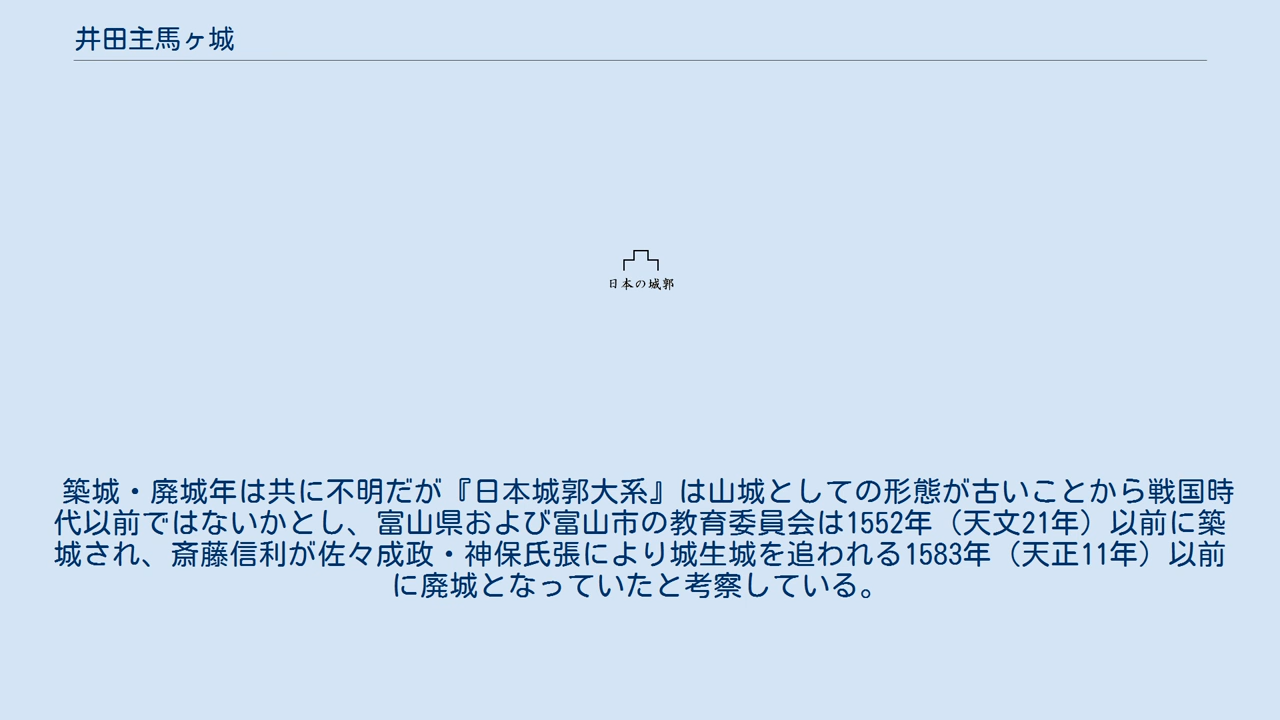 井田主馬ヶ城
日本の城郭
築城・廃城年は共に不明だが『日本城郭大系』は山城としての形態が古いことから戦国時
代以前ではないかとし、富山県および富山市の教育委員会は1552年（天文21年）以前に築
城され、斎藤信利が佐々成政・神保氏張により城生城を追われる1583年（天正11年）以前
に廃城となっていたと考察している。